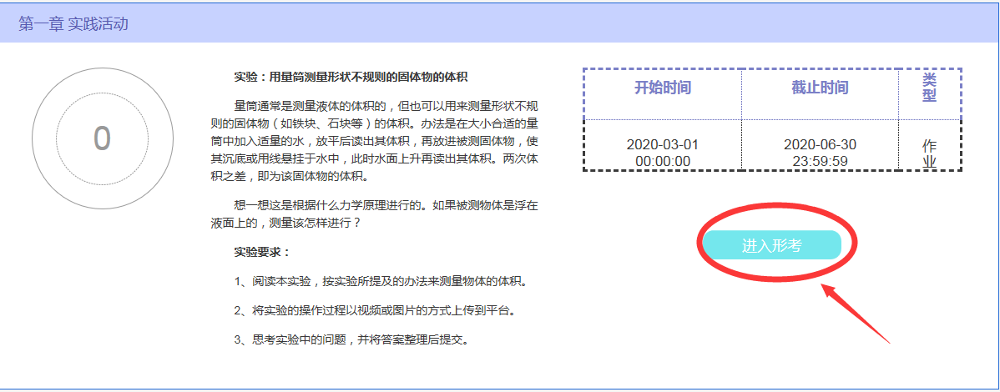 第一章 实践活动
0
实验：用量筒测量形状不规则的固体物的体积
量筒通常是测量液体的体积的，但也可以用来测量形状不规
则的固体物（如铁块、石块等）的体积。办法是在大小合适的量
筒中加入适量的水，放平后读出其体积，再放进被测固体物，使
其沉底或用线悬挂于水中，此时水面上升再读出其体积。两次体
积之差，即为该固体物的体积。
想一想这是根据什么力学原理进行的。如果被测物体是浮在
液面上的，测量该怎样进行？
实验要求：
1、阅读本实验，按实验所提及的办法来测量物体的体积。
2、将实验的操作过程以视频或图片的方式上传到平台。
3、思考实验中的问题，并将答案整理后提交。
开始时间
截止时间
类
型
2020-03-01
00:00:00
2020-06-30
23:59:59
作
业
进入形考